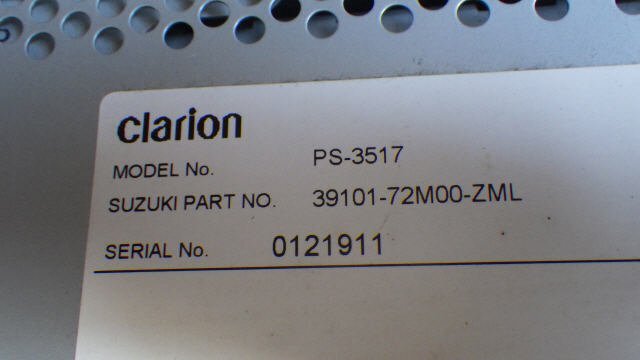 clarion
MODEL No. PS-3517
SUZUKI PART NO. 39101-72M00-ZML
SERIAL No. 0121911